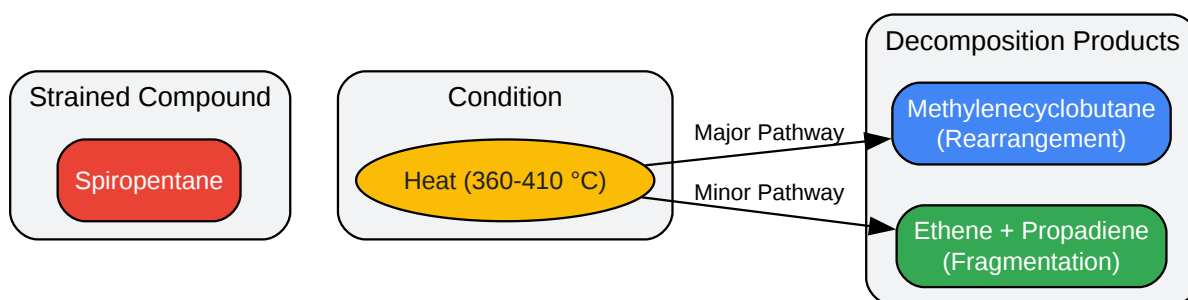 Strained Compound
Spiropentane
Condition
Heat (360-410 °C)
Major Pathway
Minor Pathway
Decomposition Products
Methylenecyclobutane
(Rearrangement)
Ethene + Propadiene
(Fragmentation)